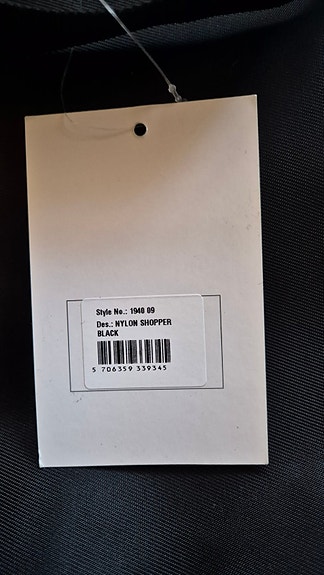 Style No.: 1940 09
Des.: NYLON SHOPPER
BLACK
5 706359 339345